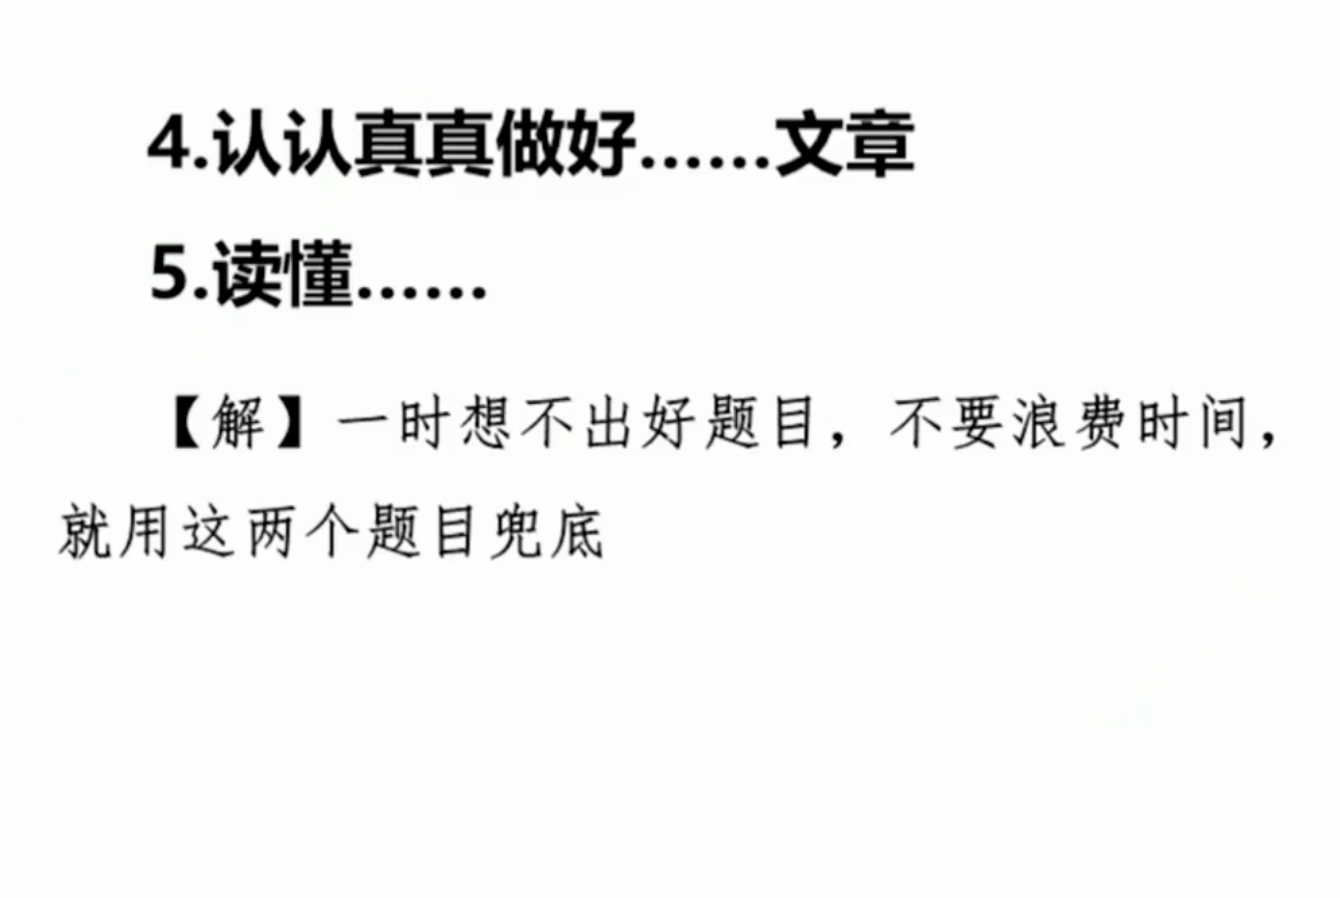 4.认认真真做好......文章
5.读懂......
【解】一时想不出好题目，不要浪费时间，
就用这两个题目兜底